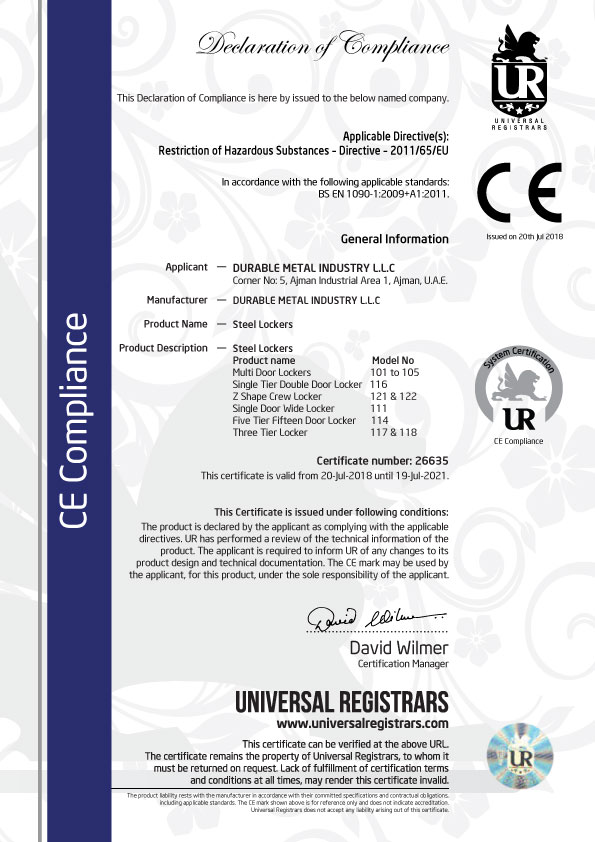 Declaration of Compliance
UR
UNIVERSAL
REGISTRARS
This Declaration of Compliance is here by issued to the below named company.
Applicable Directive(s):
Restriction of Hazardous Substances – Directive – 2011/65/EU
In accordance with the following applicable standards:
BS EN 1090-1:2009+A1:2011.
CE
Issued on 20th Jul 2018
General Information
Applicant — DURABLE METAL INDUSTRY L.L.C
Corner No: 5, Ajman Industrial Area 1, Ajman, U.A.E.
Manufacturer — DURABLE METAL INDUSTRY L.L.C
Product Name — Steel Lockers
Product Description — Steel Lockers
Product name Model No
Multi Door Lockers 101 to 105
Single Tier Double Door Locker 116
Z Shape Crew Locker 121 & 122
Single Door Wide Locker 111
Five Tier Fifteen Door Locker 114
Three Tier Locker 117 & 118
System Certification
UR
CE Compliance
CE Compliance
Certificate number: 26635
This certificate is valid from 20-Jul-2018 until 19-Jul-2021.
This Certificate is issued under following conditions:
The product is declared by the applicant as complying with the applicable
directives. UR has performed a review of the technical information of the
product. The applicant is required to inform UR of any changes to its
product design and technical documentation. The CE mark may be used by
the applicant, for this product, under the sole responsibility of the applicant.
David Wilmer
David Wilmer
Certification Manager
UNIVERSAL REGISTRARS
www.universalregistrars.com
This certificate can be verified at the above URL.
The certificate remains the property of Universal Registrars, to whom it
must be returned on request. Lack of fulfillment of certification terms
and conditions at all times, may render this certificate invalid.
UR
The product liability rests with the manufacturer in accordance with their committed specifications and contractual obligations,
including applicable standards. The CE mark shown above is for reference only and does not indicate accreditation.
Universal Registrars does not accept any liability arising out of this certificate.